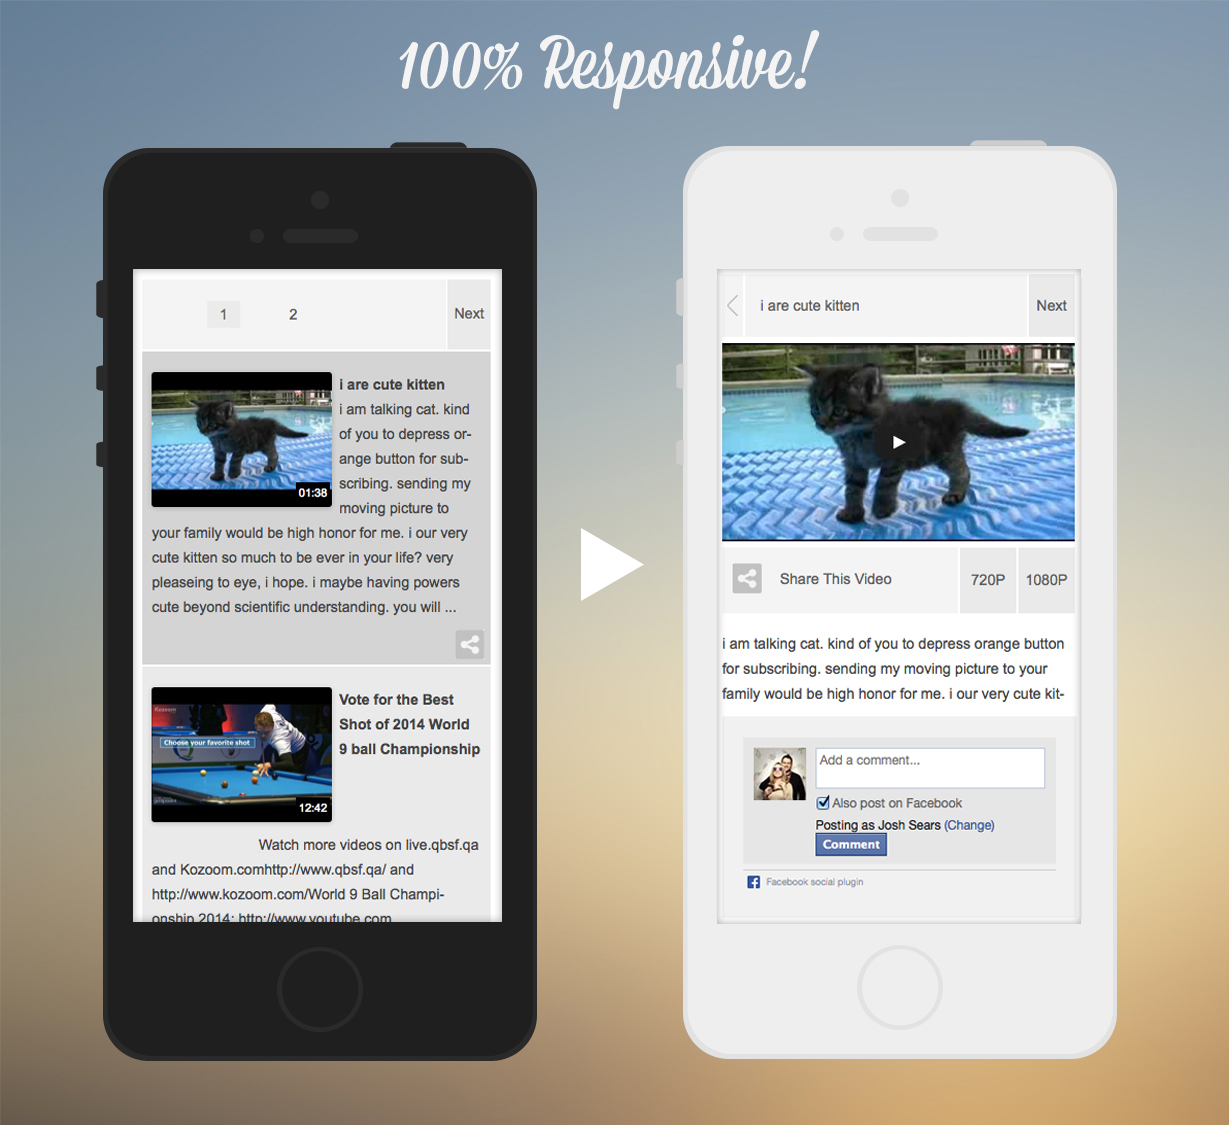 100% Responsive!
1
2
Next
i are cute kitten
i am talking cat. kind
of you to depress or-
ange button for sub-
scribing. sending my
moving picture to
your family would be high honor for me. i our very
cute kitten so much to be ever in your life? very
pleaseing to eye, i hope. i maybe having powers
cute beyond scientific understanding. you will ...
01:38
Vote for the Best
Shot of 2014 World
9 ball Championship
Kozoom
Choose your favorite shot
12:42
Watch more videos on live.qbsf.qa
and Kozoom.comhttp://www.qbsf.qa/ and
http://www.kozoom.com/World 9 Ball Champi-
onship 2014: http://www.youtube.com
i are cute kitten
Next
Share This Video
720P
1080P
i am talking cat. kind of you to depress orange button
for subscribing. sending my moving picture to your
family would be high honor for me. i our very cute kit-
Add a comment...
Also post on Facebook
Posting as Josh Sears (Change)
Comment
Facebook social plugin